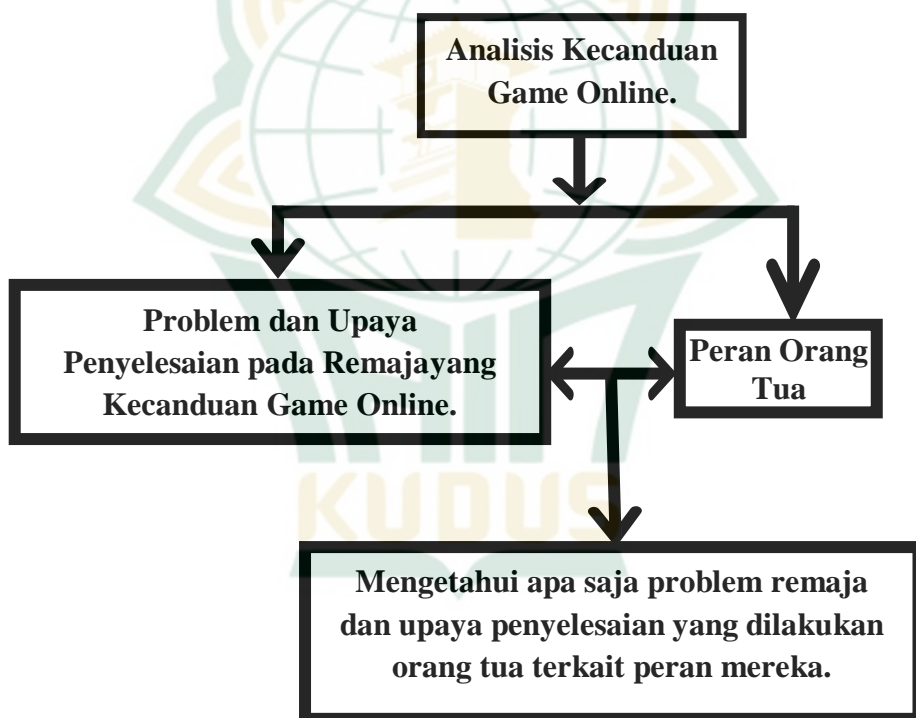 Analisis Kecanduan
Game Online.
Problem dan Upaya
Penyelesaian pada Remajayang
Kecanduan Game Online.
Peran Orang
Tua
KUDUS
Mengetahui apa saja problem remaja
dan upaya penyelesaian yang dilakukan
orang tua terkait peran mereka.